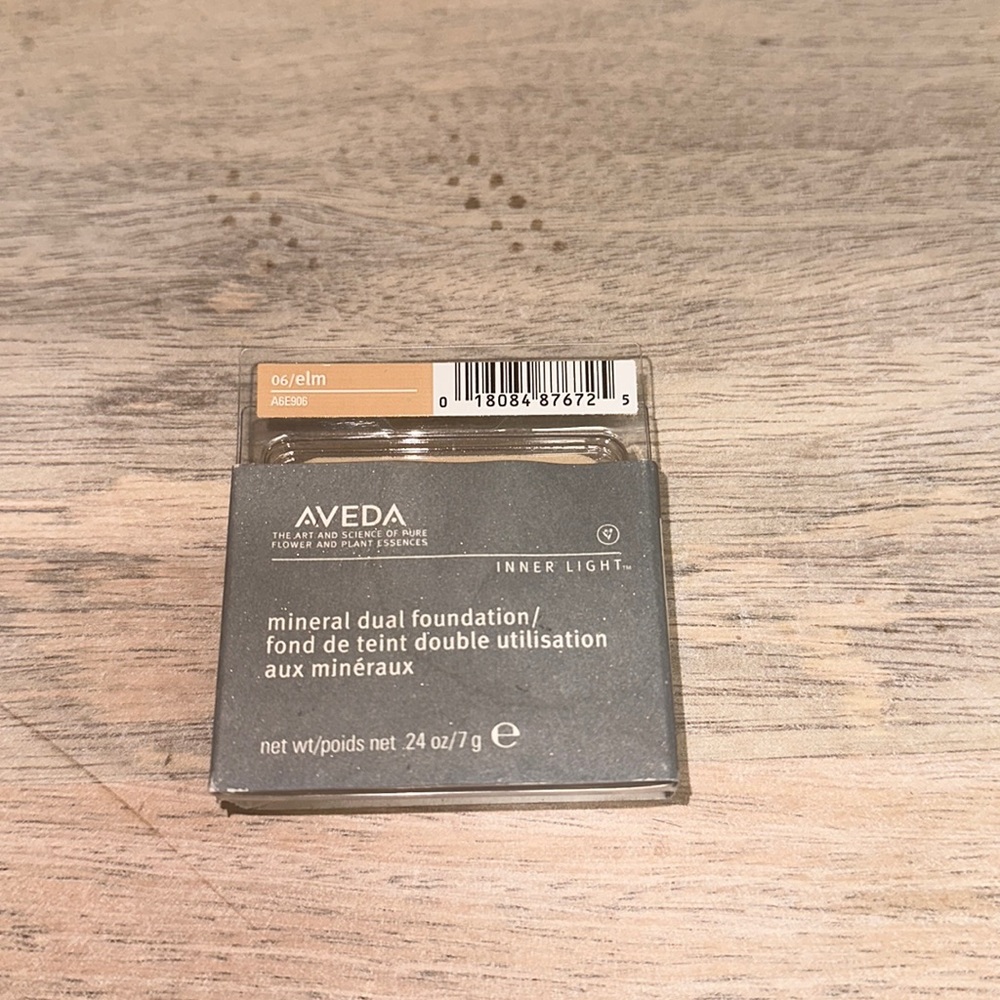 06/elm
A6E906
0 18084 87672 5
AVEDA
THE ART AND SCIENCE OF PURE
FLOWER AND PLANT ESSENCES
INNER LIGHT™
mineral dual foundation/
fond de teint double utilisation
aux minéraux
net wt/poids net .24 oz/7 g ℮